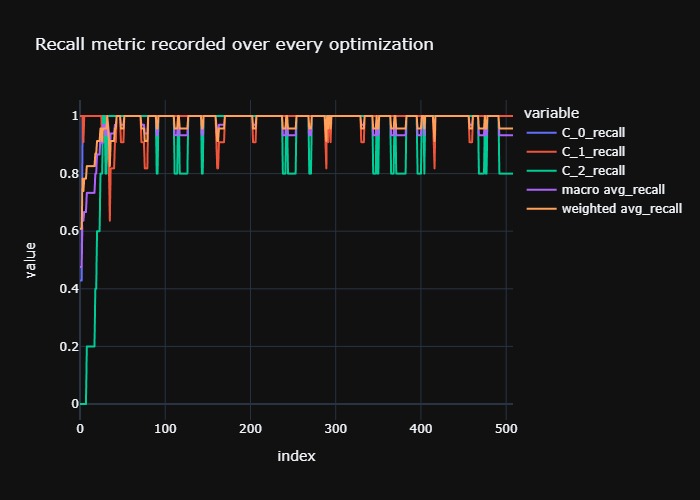 Recall metric recorded over every optimization
variable
C_0_recall
C_1_recall
C_2_recall
macro avg_recall
weighted avg_recall
value
1
0.8
0.6
0.4
0.2
0
0 100 200 300 400 500
index